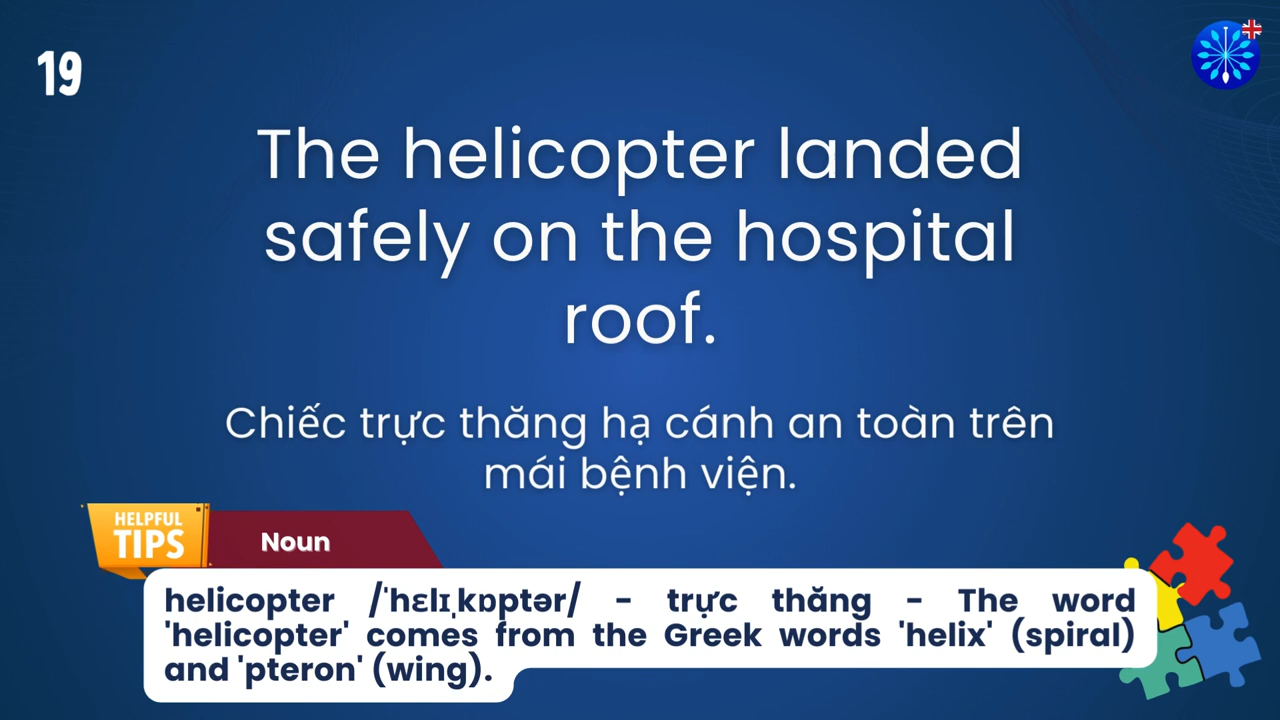 19
The helicopter landed
safely on the hospital
roof.
Chiếc trực thăng hạ cánh an toàn trên
mái bệnh viện.
HELPFUL
TIPS
Noun
helicopter /ˈhɛlɪˌkɒptər/ - trực thăng - The word
'helicopter' comes from the Greek words 'helix' (spiral)
and 'pteron' (wing).